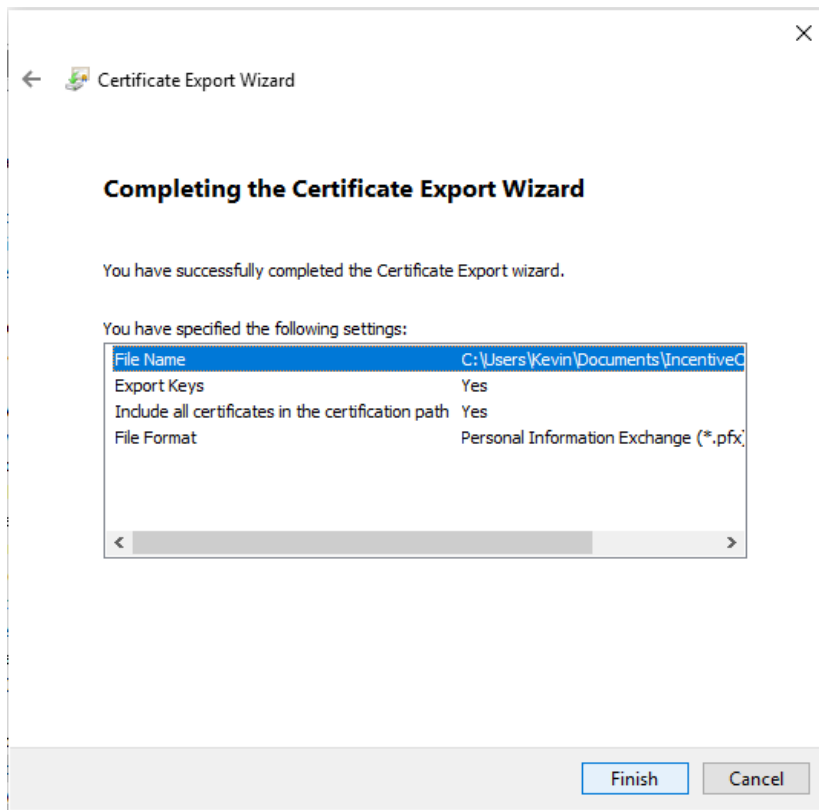 Certificate Export Wizard
Completing the Certificate Export Wizard
You have successfully completed the Certificate Export wizard.
You have specified the following settings:
File Name C:\Users\Kevin\Documents\IncentiveC
Export Keys Yes
Include all certificates in the certification path Yes
File Format Personal Information Exchange (*.pfx)
Finish Cancel